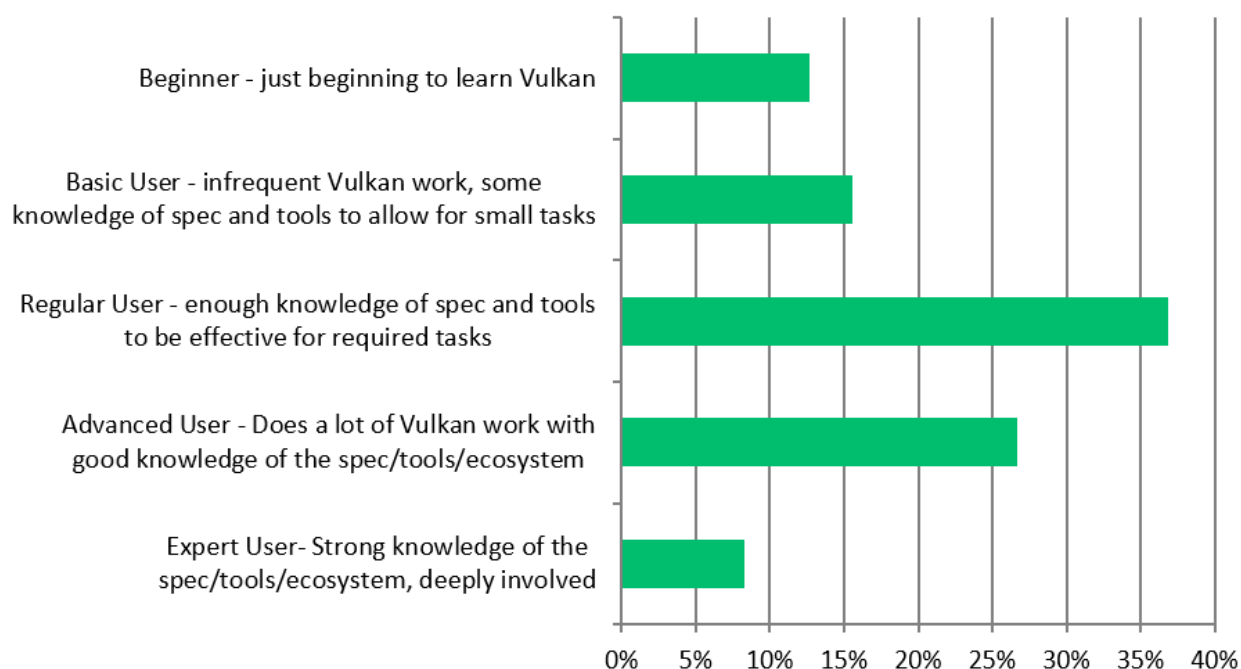 Beginner - just beginning to learn Vulkan
Basic User - infrequent Vulkan work, some
knowledge of spec and tools to allow for small tasks
Regular User - enough knowledge of spec and tools
to be effective for required tasks
Advanced User - Does a lot of Vulkan work with
good knowledge of the spec/tools/ecosystem
Expert User- Strong knowledge of the
spec/tools/ecosystem, deeply involved
0% 5% 10% 15% 20% 25% 30% 35% 40%